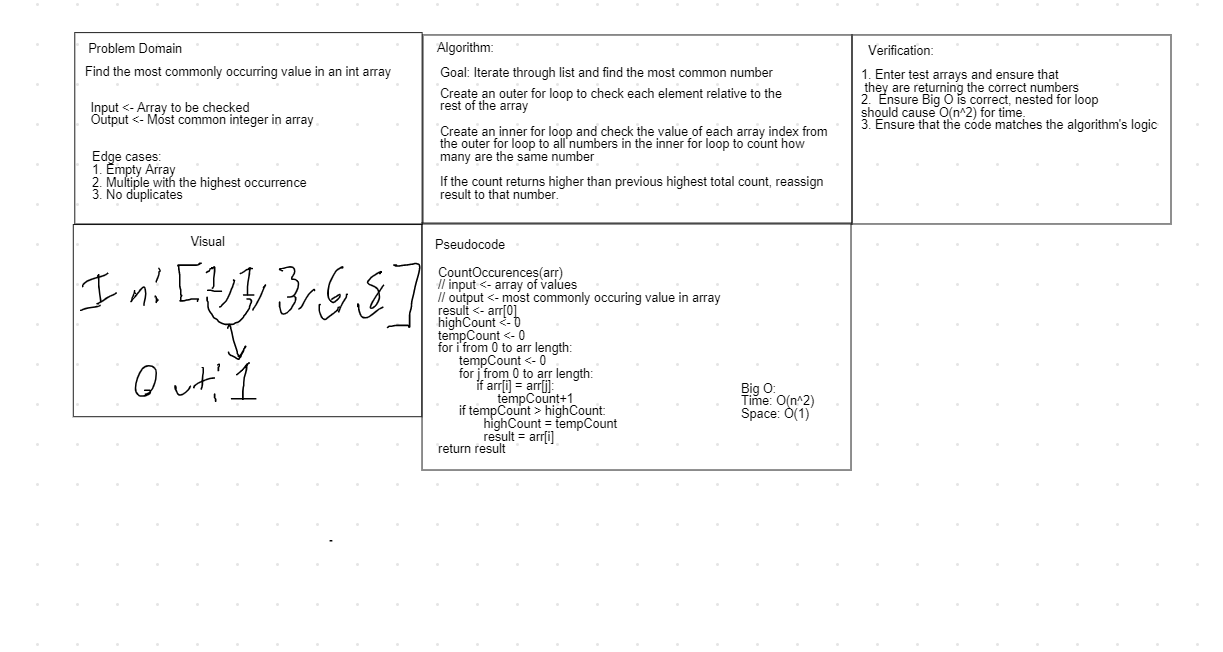 Problem Domain
Find the most commonly occurring value in an int array
Input <- Array to be checked
Output <- Most common integer in array
Edge cases:
1. Empty Array
2. Multiple with the highest occurrence
3. No duplicates
Algorithm:
Goal: Iterate through list and find the most common number
Create an outer for loop to check each element relative to the
rest of the array
Create an inner for loop and check the value of each array index from
the outer for loop to all numbers in the inner for loop to count how
many are the same number
If the count returns higher than previous highest total count, reassign
result to that number.
Verification:
1. Enter test arrays and ensure that
they are returning the correct numbers
2. Ensure Big O is correct, nested for loop
should cause O(n^2) for time.
3. Ensure that the code matches the algorithm's logic
Visual
In: [1, 1, 3, 6, 8]
Out: 1
Pseudocode
CountOccurences(arr)
// input <- array of values
// output <- most commonly occuring value in array
result <- arr[0]
highCount <- 0
tempCount <- 0
for i from 0 to arr length:
tempCount <- 0
for j from 0 to arr length:
if arr[i] = arr[j]:
tempCount+1
if tempCount > highCount:
highCount = tempCount
result = arr[i]
return result
Big O:
Time: O(n^2)
Space: O(1)